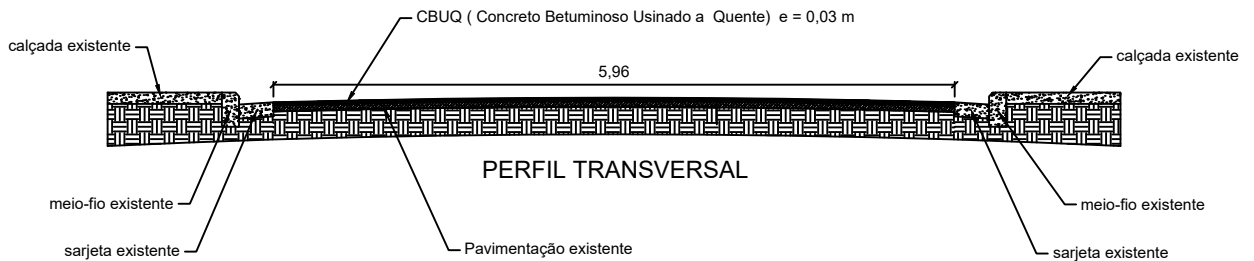 CBUQ ( Concreto Betuminoso Usinado a Quente) e = 0,03 m
calçada existente
calçada existente
5,96
PERFIL TRANSVERSAL
meio-fio existente
meio-fio existente
sarjeta existente
Pavimentação existente
sarjeta existente